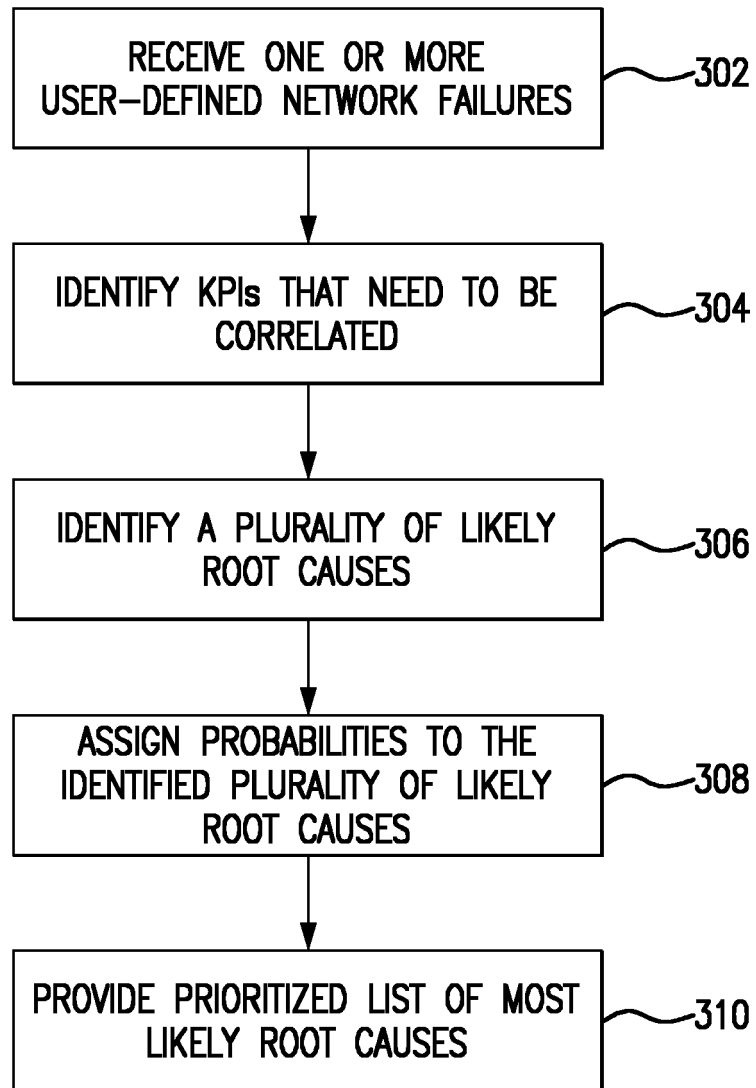 RECEIVE ONE OR MORE
USER-DEFINED NETWORK FAILURES
302
IDENTIFY KPIs THAT NEED TO BE
CORRELATED
304
IDENTIFY A PLURALITY OF LIKELY
ROOT CAUSES
306
ASSIGN PROBABILITIES TO THE
IDENTIFIED PLURALITY OF LIKELY
ROOT CAUSES
308
PROVIDE PRIORITIZED LIST OF MOST
LIKELY ROOT CAUSES
310